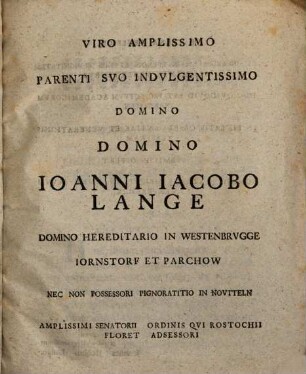 VIRO AMPLISSIMO
PARENTI SVO INDVLGENTISSIMO
DOMINO
DOMINO
IOANNI IACOBO
LANGE
DOMINO HEREDITARIO IN WESTENBRVGGE
IORNSTORF ET PARCHOW
NEC NON POSSESSORI PIGNORATITIO IN NOVTTELN
AMPLISSIMI SENATORII ORDINIS QVI ROSTOCHII
FLORET ADSESSORI